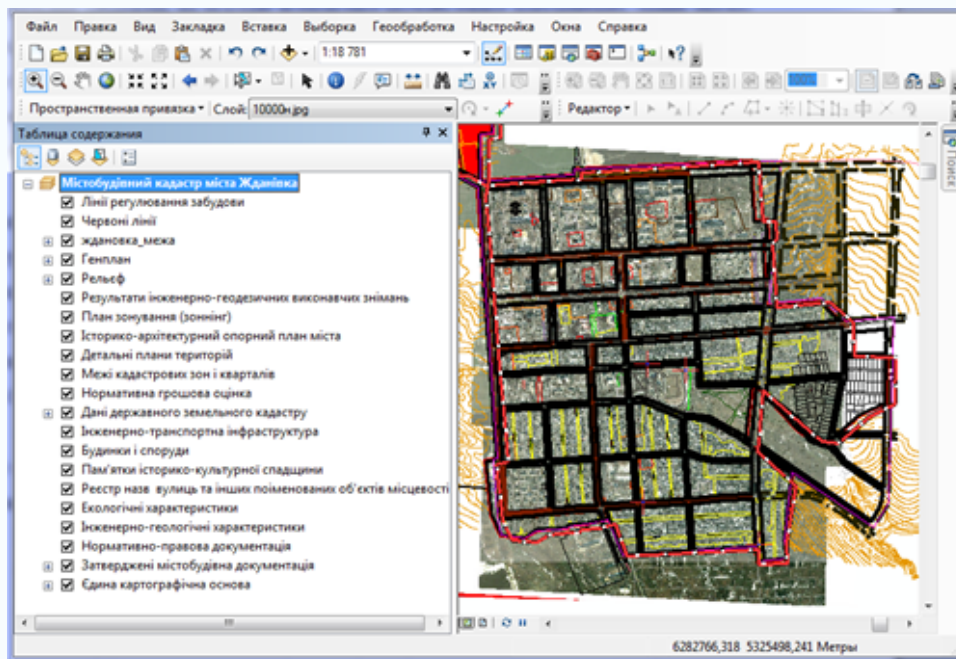 Файл Правка Вид Закладка Вставка Выборка Геообработка Настройка Окна Справка
1:18 781
Пространственная привязка Слой: 10000н.jpg Редактор
Таблица содержания
Поиск
Містобудівний кадастр міста Жданівка
Лінії регулювання забудови
Червоні лінії
ждановка_межа
Генплан
Рельєф
Результати інженерно-геодезичних виконавчих знімань
План зонування (зоннінг)
Історико-архітектурний опорний план міста
Детальні плани територій
Межі кадастрових зон і кварталів
Нормативна грошова оцінка
Дані державного земельного кадастру
Інженерно-транспортна інфраструктура
Будинки і споруди
Пам'ятки історико-культурної спадщини
Реєстр назв вулиць та інших поіменованих об'єктів місцевості
Екологічні характеристики
Інженерно-геологічні характеристики
Нормативно-правова документація
Затверджені містобудівна документація
Єдина картографічна основа
6282766,318 5325498,241 Метры